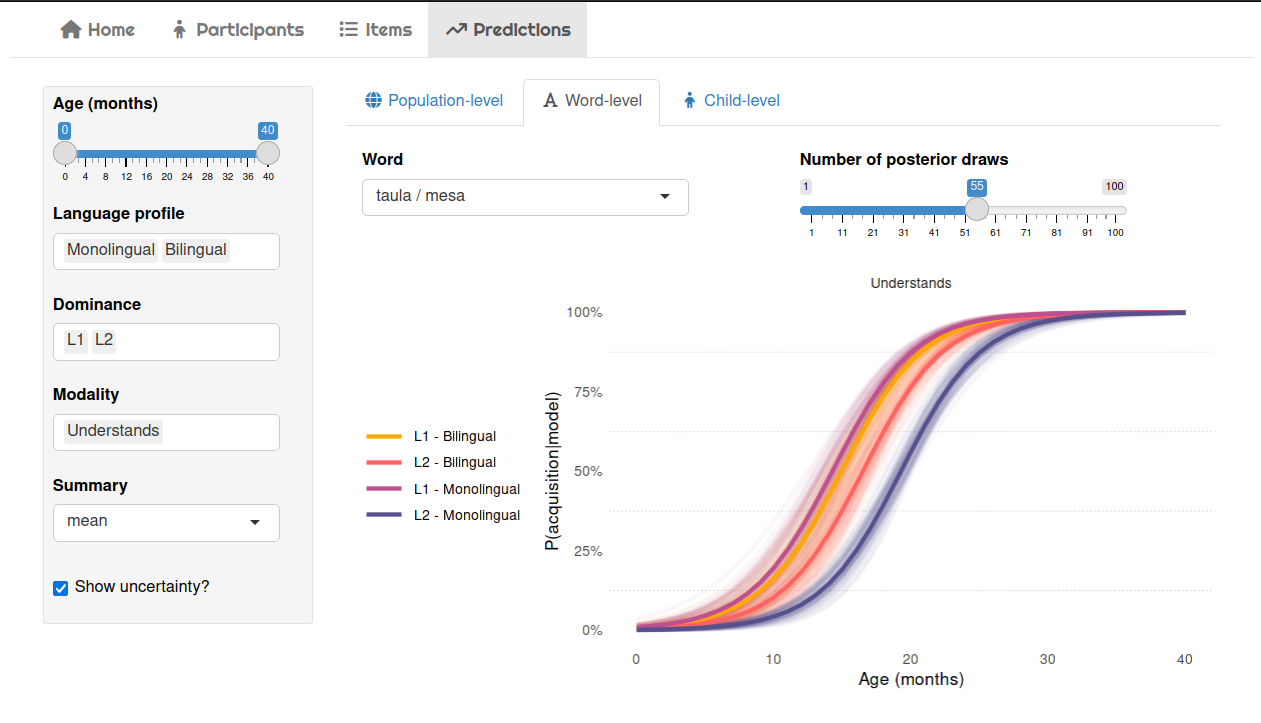 Home Participants Items Predictions
Age (months)
0 40
0 4 8 12 16 20 24 28 32 36 40
Language profile
Monolingual Bilingual
Dominance
L1 L2
Modality
Understands
Summary
mean
Show uncertainty?
Population-level Word-level Child-level
Word
taula / mesa
Number of posterior draws
1 55 100
1 11 21 31 41 51 61 71 81 91 100
Understands
100%
75%
50%
25%
0%
P(acquisition|model)
L1 - Bilingual
L2 - Bilingual
L1 - Monolingual
L2 - Monolingual
0 10 20 30 40
Age (months)